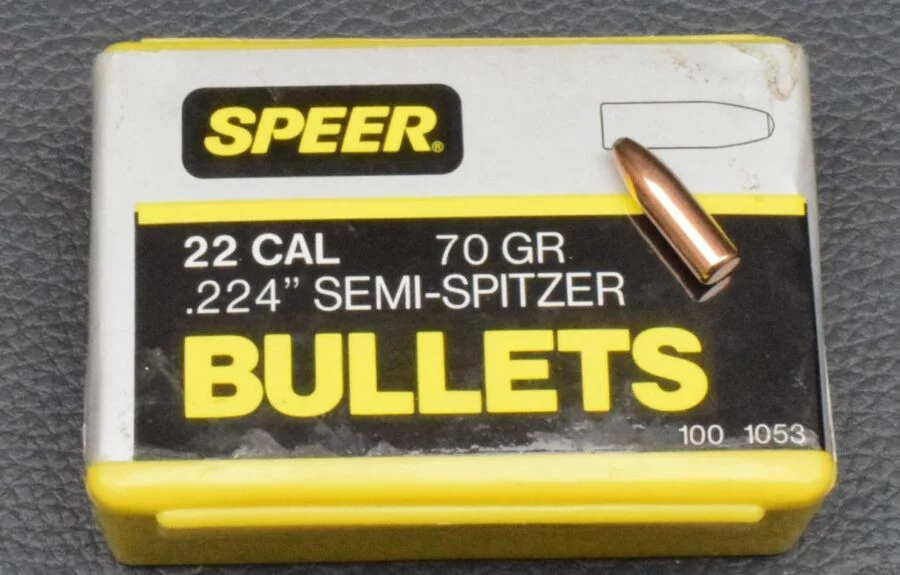 SPEER®
22 CAL 70 GR
.224” SEMI-SPITZER
BULLETS
100 1053